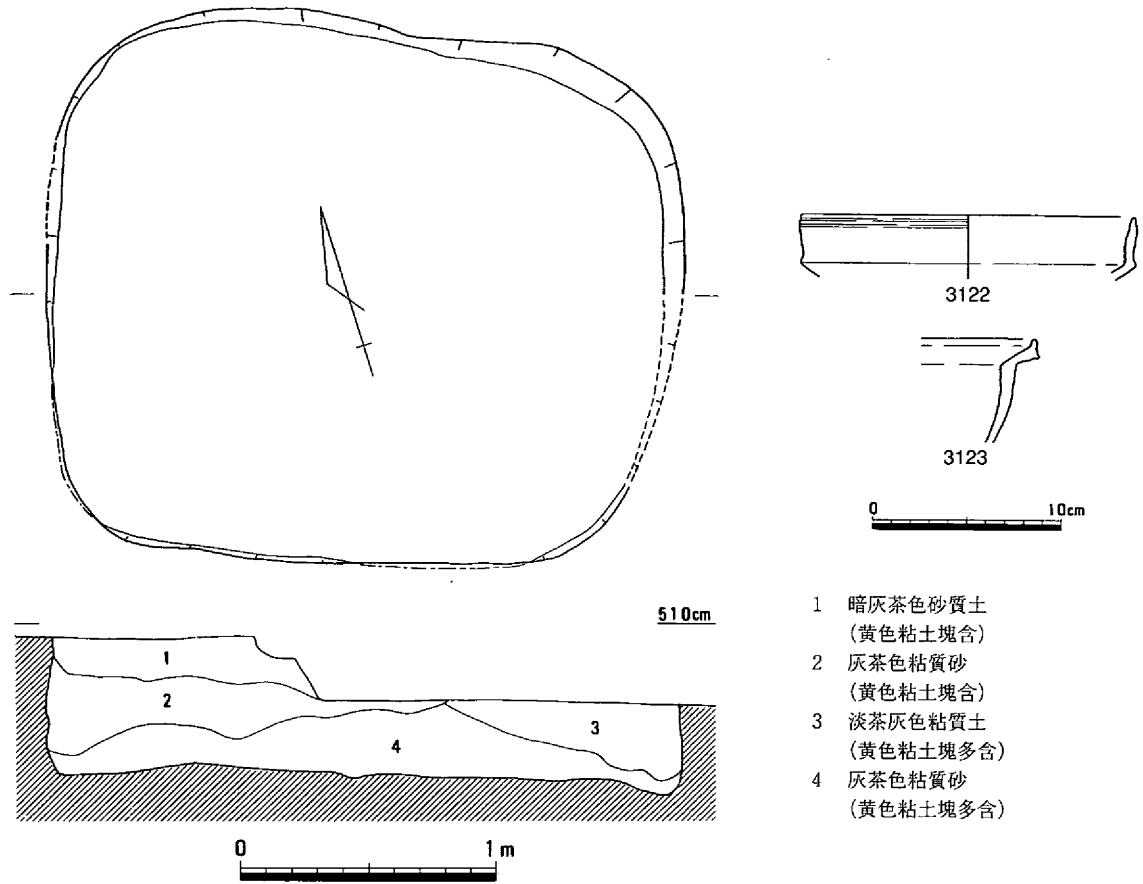 3122
3123
0 10cm
510cm
1
2
3
4
0 1m
1 暗灰茶色砂質土
(黄色粘土塊含)
2 灰茶色粘質砂
(黄色粘土塊含)
3 淡茶灰色粘質土
(黄色粘土塊多含)
4 灰茶色粘質砂
(黄色粘土塊多含)